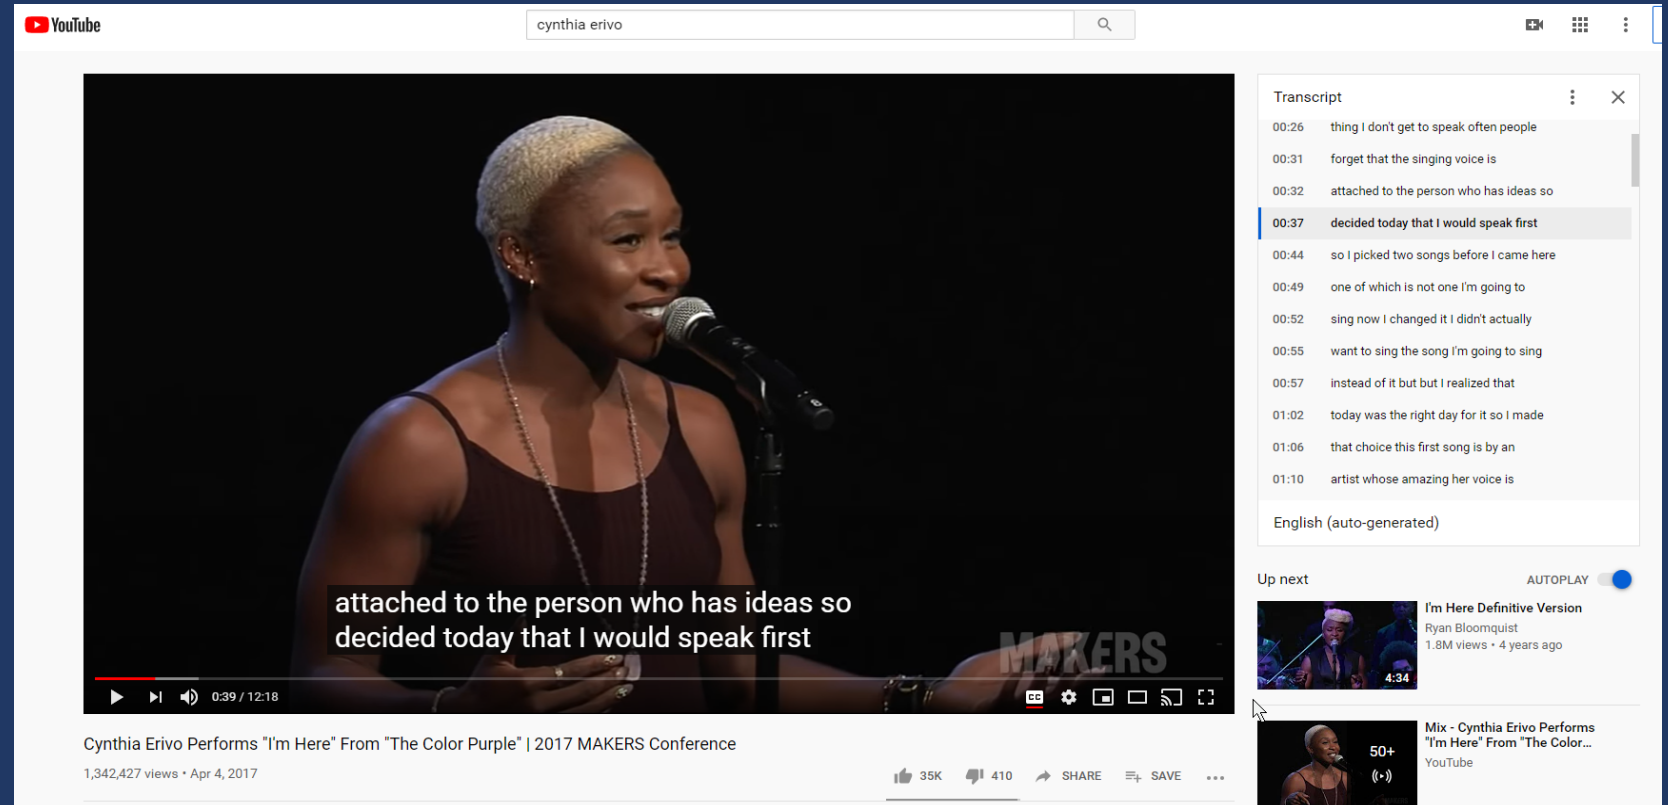 YouTube
cynthia erivo
attached to the person who has ideas so
decided today that I would speak first
MAKERS
0:39 / 12:18
CC
Cynthia Erivo Performs "I'm Here" From "The Color Purple" | 2017 MAKERS Conference
1,342,427 views • Apr 4, 2017
35K
410
SHARE
SAVE
Transcript
00:26 thing I don't get to speak often people
00:31 forget that the singing voice is
00:32 attached to the person who has ideas so
00:37 decided today that I would speak first
00:44 so I picked two songs before I came here
00:49 one of which is not one I'm going to
00:52 sing now I changed it I didn't actually
00:55 want to sing the song I'm going to sing
00:57 instead of it but but I realized that
01:02 today was the right day for it so I made
01:06 that choice this first song is by an
01:10 artist whose amazing her voice is
English (auto-generated)
Up next
AUTOPLAY
4:34
I'm Here Definitive Version
Ryan Bloomquist
1.8M views • 4 years ago
50+
Mix - Cynthia Erivo Performs
"I'm Here" From "The Color...
YouTube